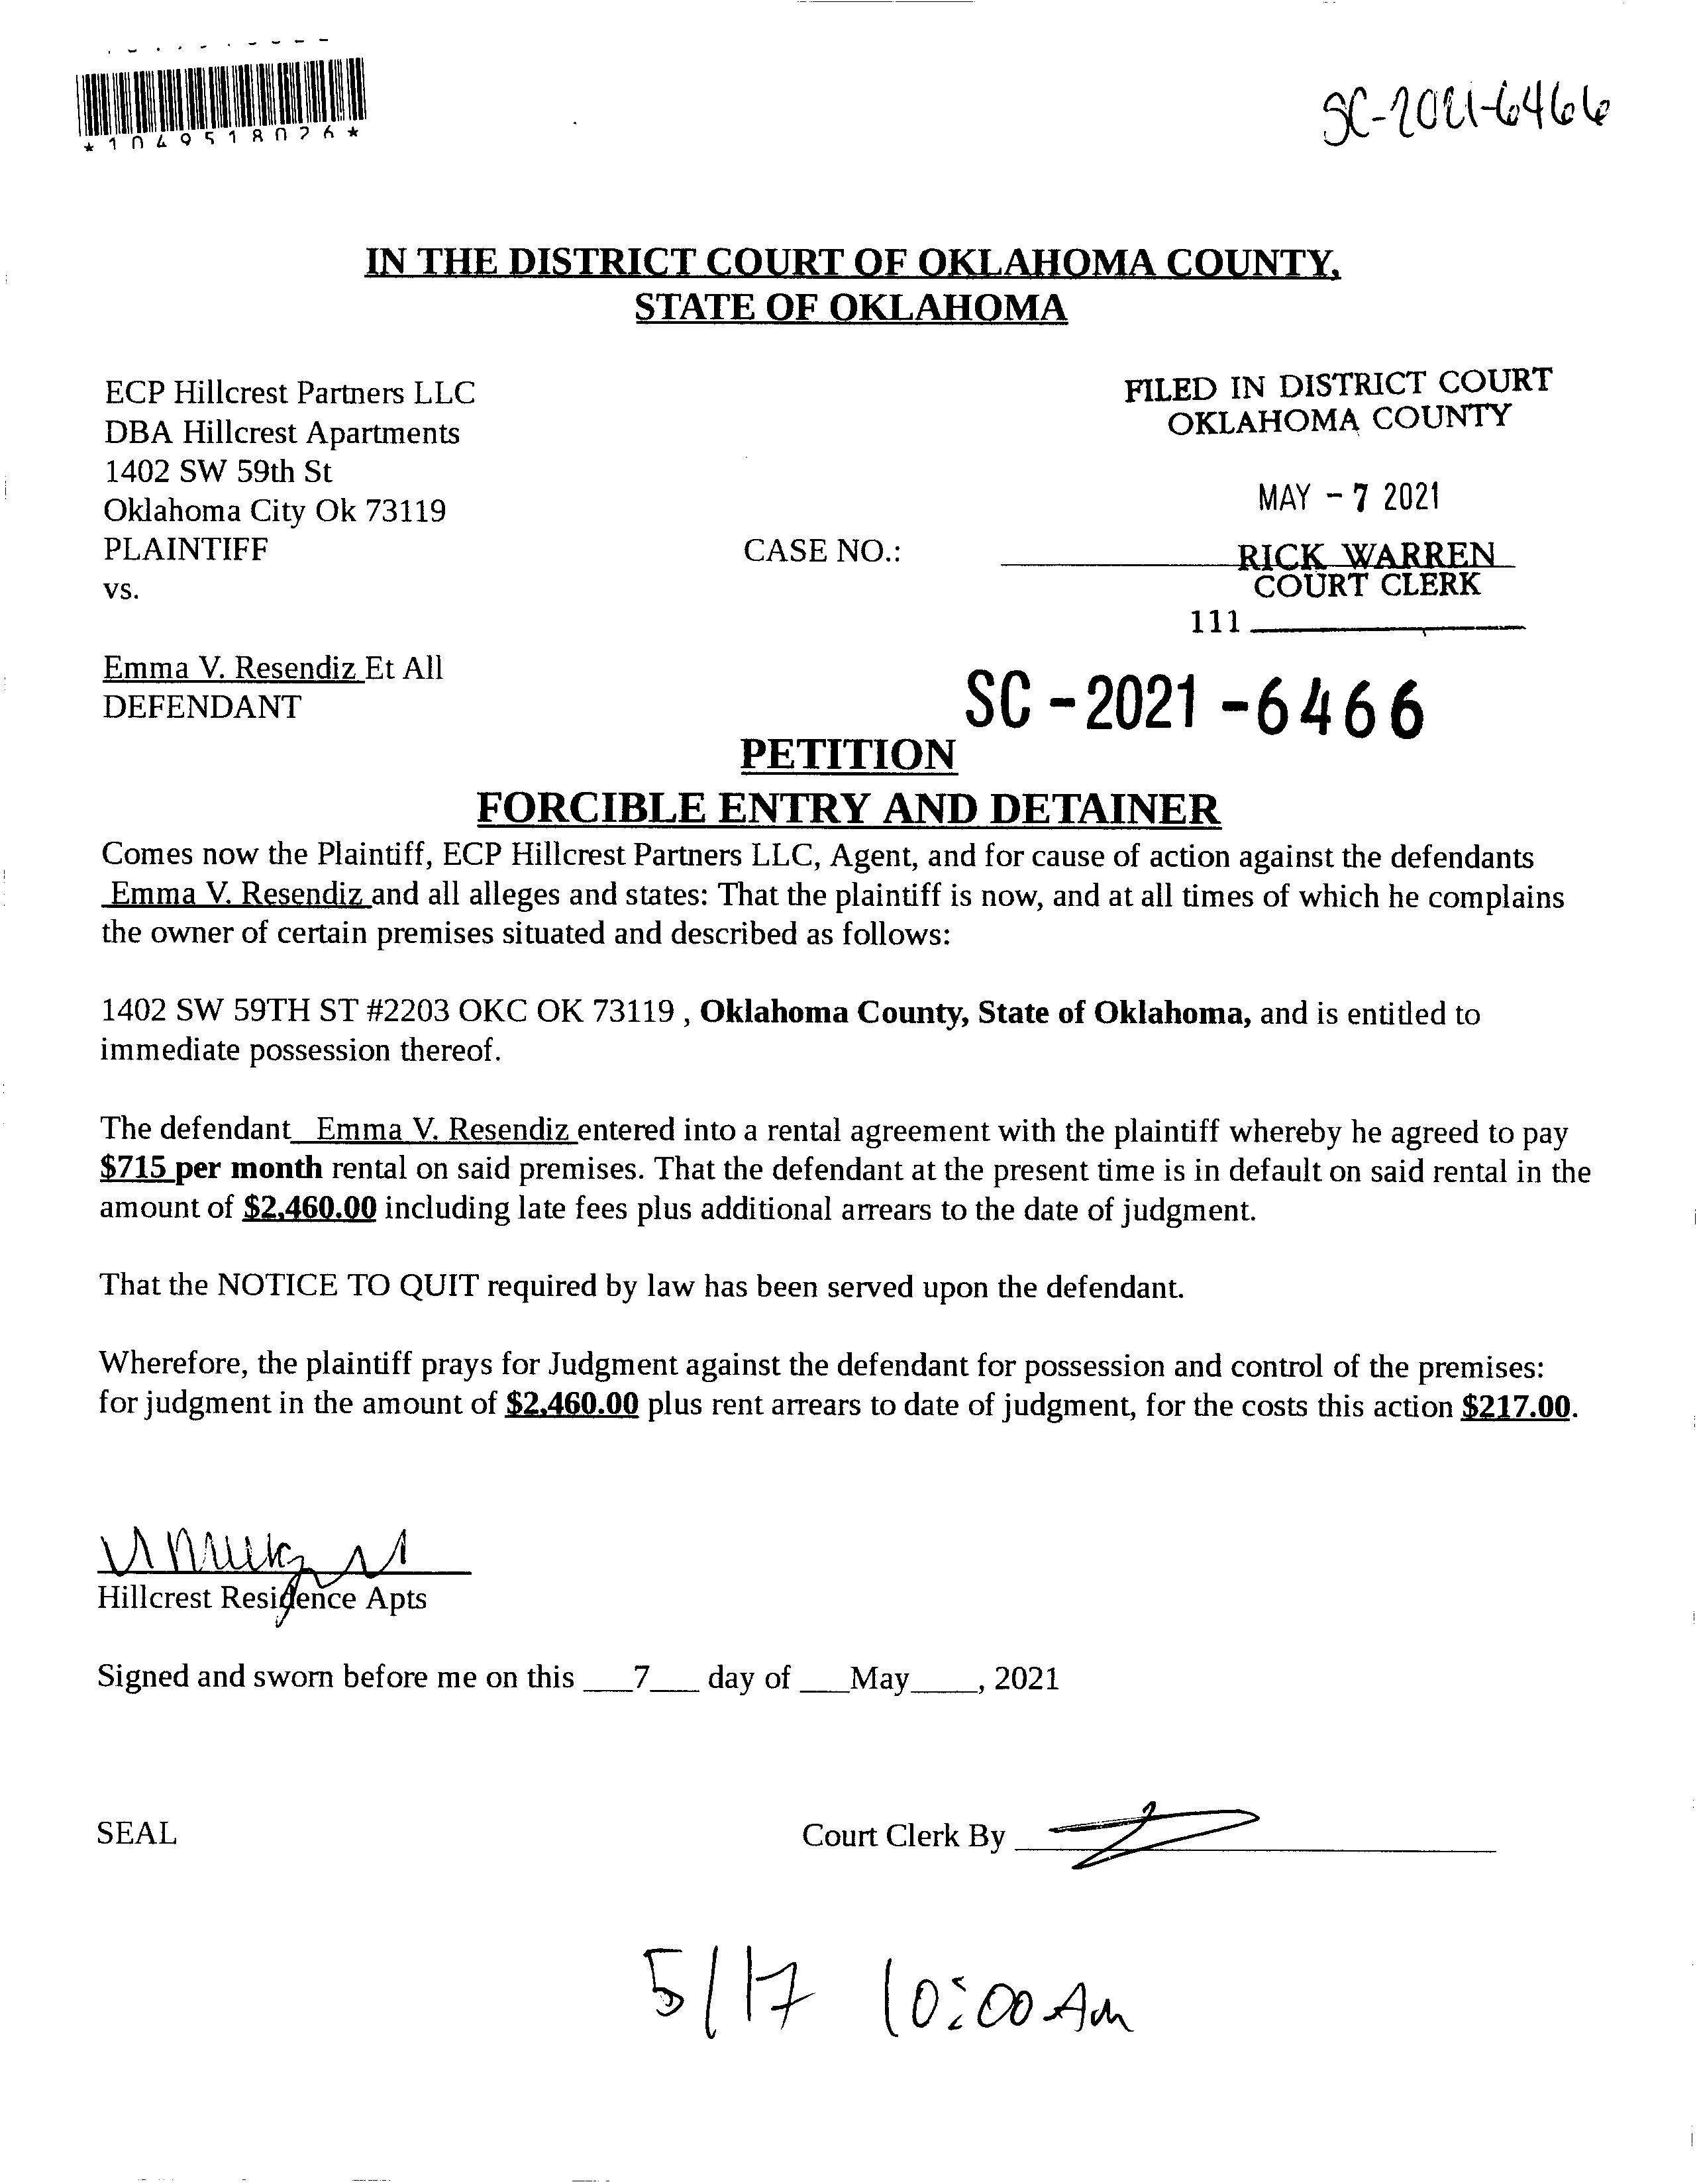 *1049518026*
SC-2021-6466
IN THE DISTRICT COURT OF OKLAHOMA COUNTY,
STATE OF OKLAHOMA
ECP Hillcrest Partners LLC
DBA Hillcrest Apartments
1402 SW 59th St
Oklahoma City Ok 73119
PLAINTIFF
vs.
FILED IN DISTRICT COURT
OKLAHOMA COUNTY
MAY - 7 2021
CASE NO.:
RICK WARREN
COURT CLERK
111
Emma V. Resendiz Et All
DEFENDANT
SC - 2021 - 6466
PETITION
FORCIBLE ENTRY AND DETAINER
Comes now the Plaintiff, ECP Hillcrest Partners LLC, Agent, and for cause of action against the defendants
Emma V. Resendiz and all alleges and states: That the plaintiff is now, and at all times of which he complains
the owner of certain premises situated and described as follows:
1402 SW 59TH ST #2203 OKC OK 73119 , Oklahoma County, State of Oklahoma, and is entitled to
immediate possession thereof.
The defendant Emma V. Resendiz entered into a rental agreement with the plaintiff whereby he agreed to pay
$715 per month rental on said premises. That the defendant at the present time is in default on said rental in the
amount of $2,460.00 including late fees plus additional arrears to the date of judgment.
That the NOTICE TO QUIT required by law has been served upon the defendant.
Wherefore, the plaintiff prays for Judgment against the defendant for possession and control of the premises:
for judgment in the amount of $2,460.00 plus rent arrears to date of judgment, for the costs this action $217.00.
Hillcrest Residence Apts
Signed and sworn before me on this ___7___ day of ___May____, 2021
SEAL
Court Clerk By
5/17 10:00 Am